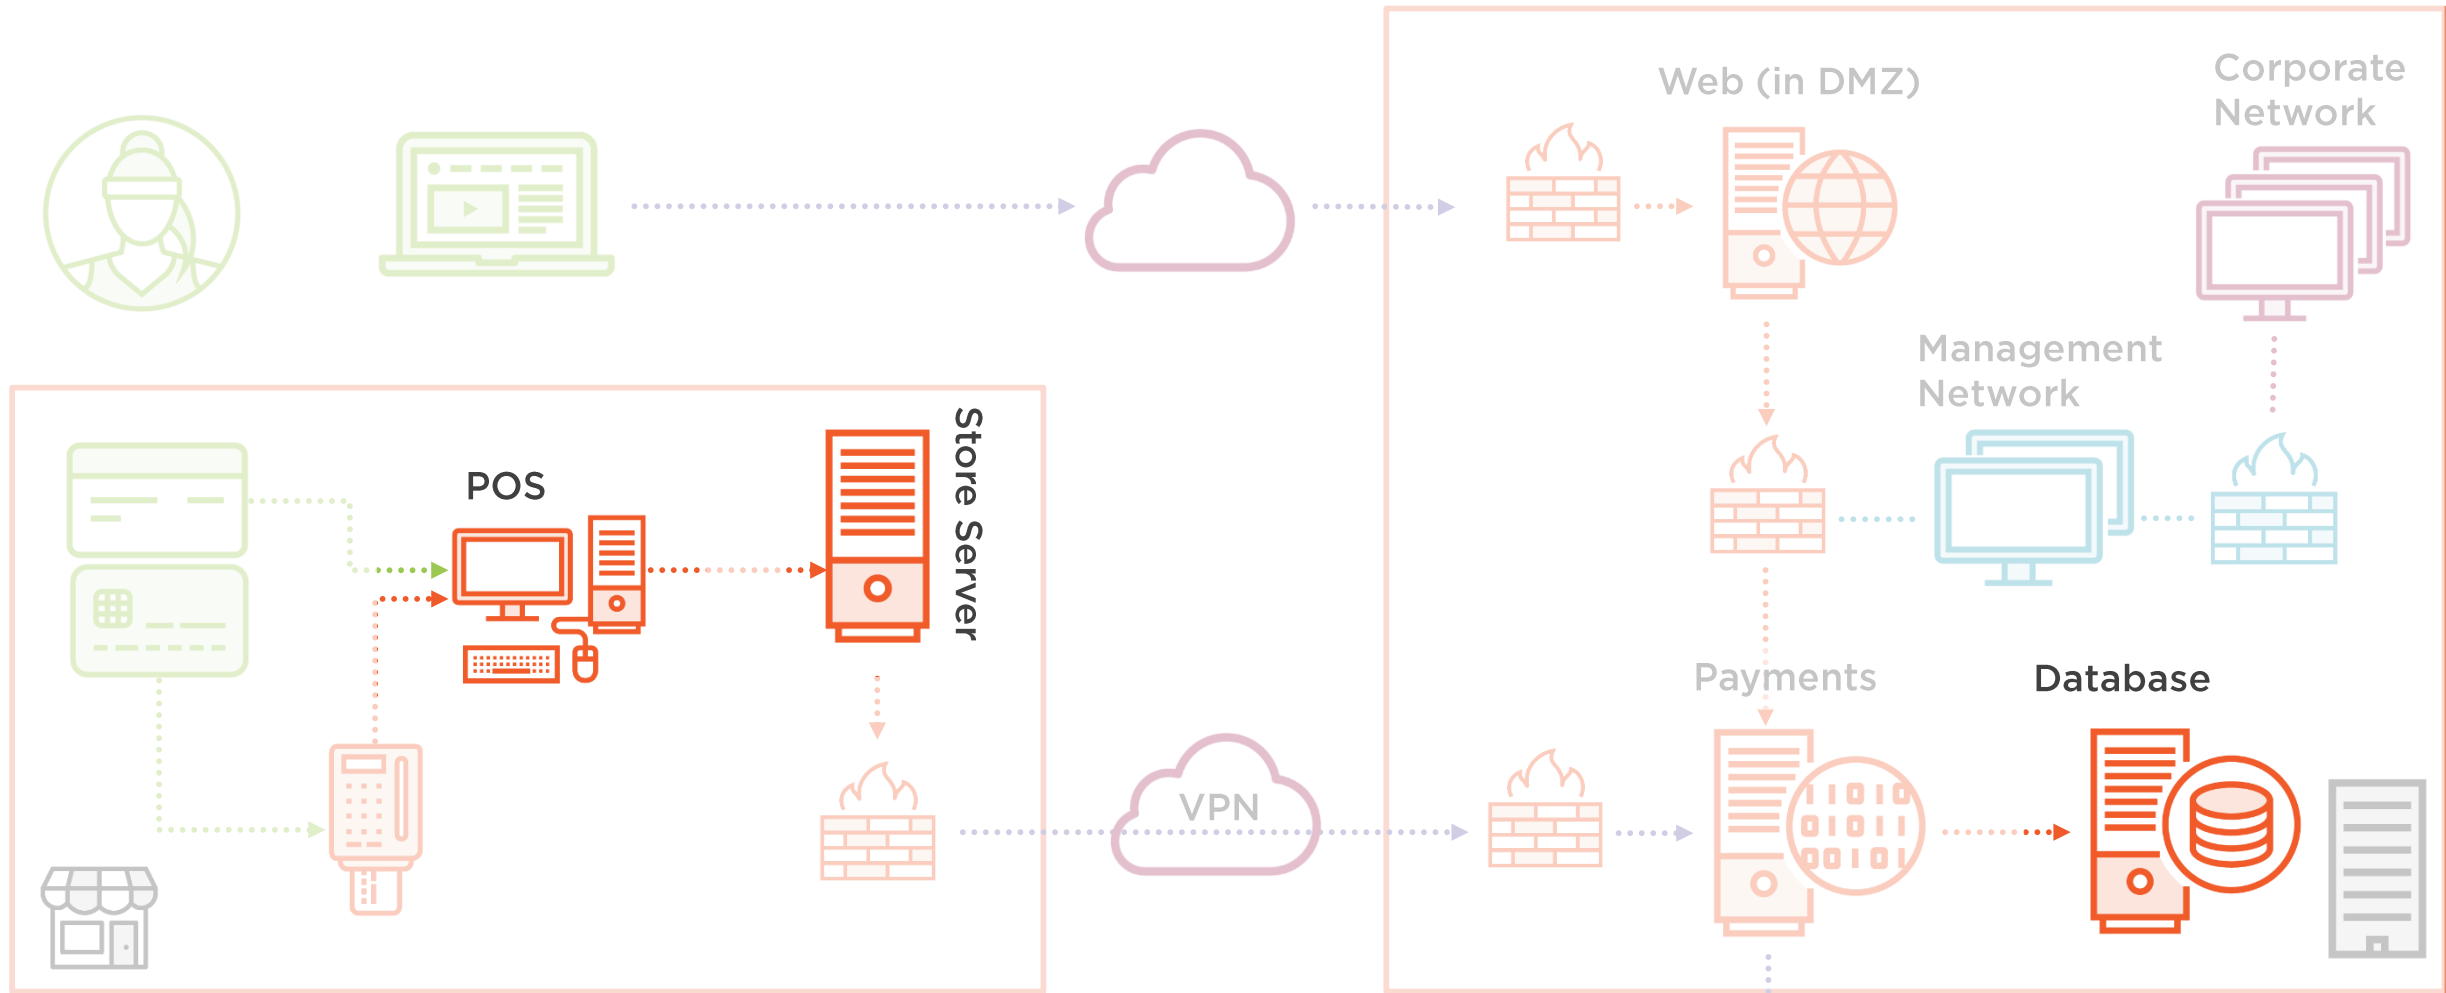 Web (in DMZ)
Corporate
Network
Management
Network
POS
Store Server
Payments
Database
VPN